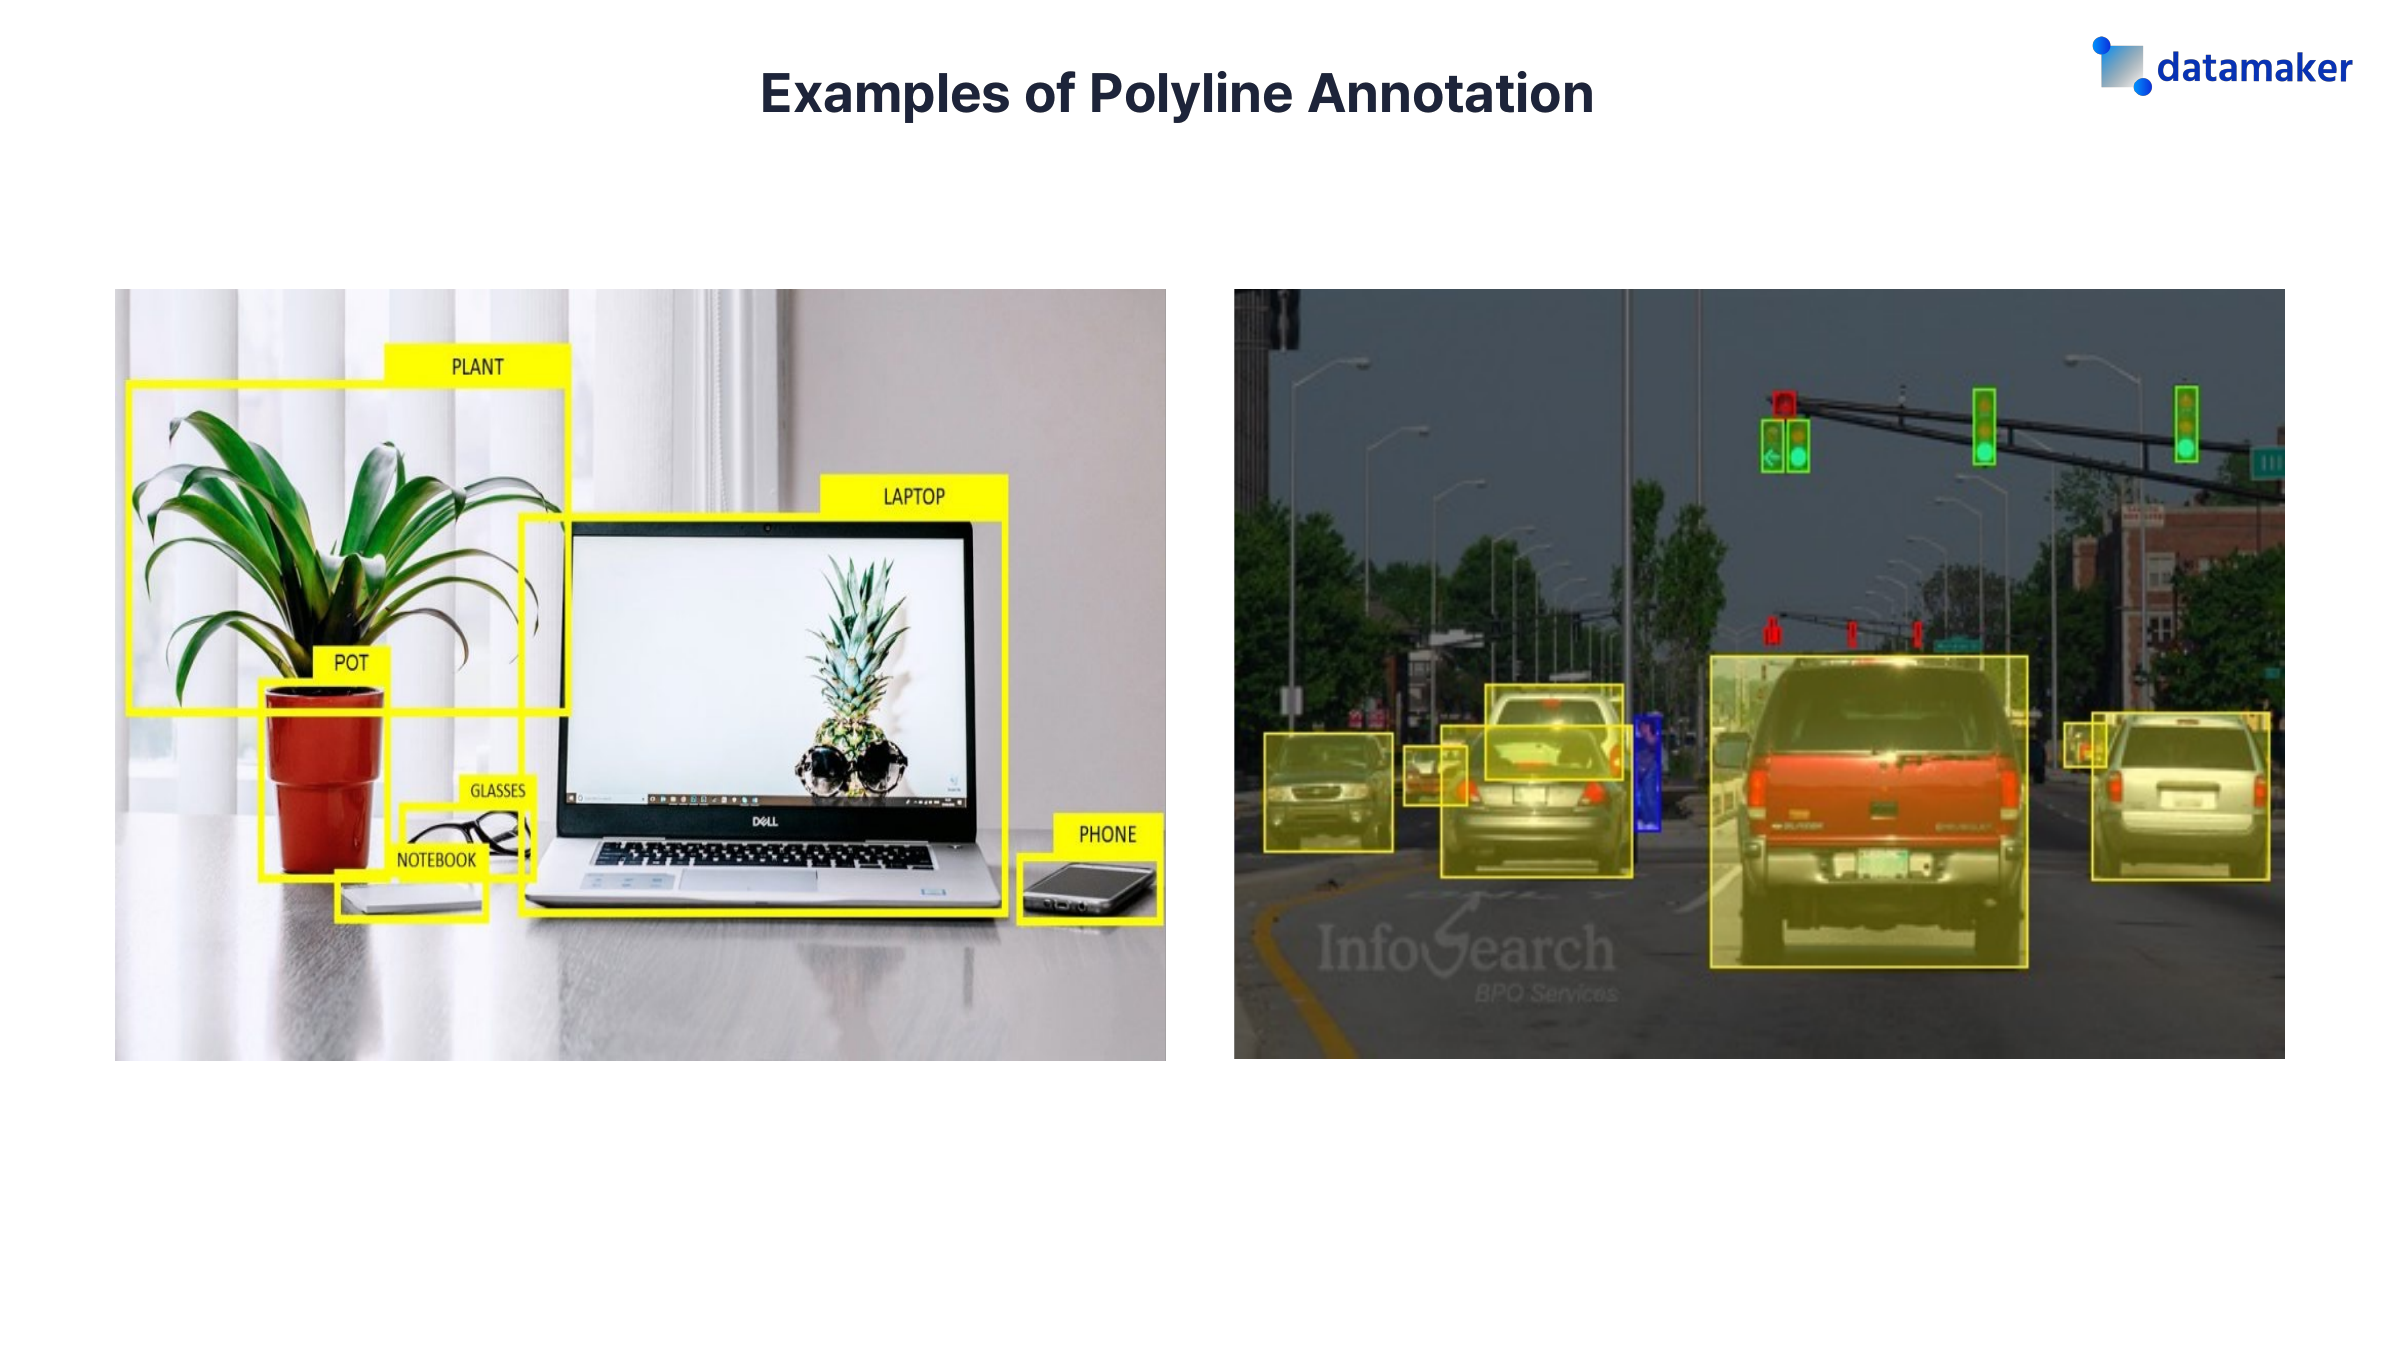 Examples of Polyline Annotation
datamaker
PLANT
LAPTOP
POT
GLASSES
PHONE
NOTEBOOK
DELL
InfoSearch
BPO Services